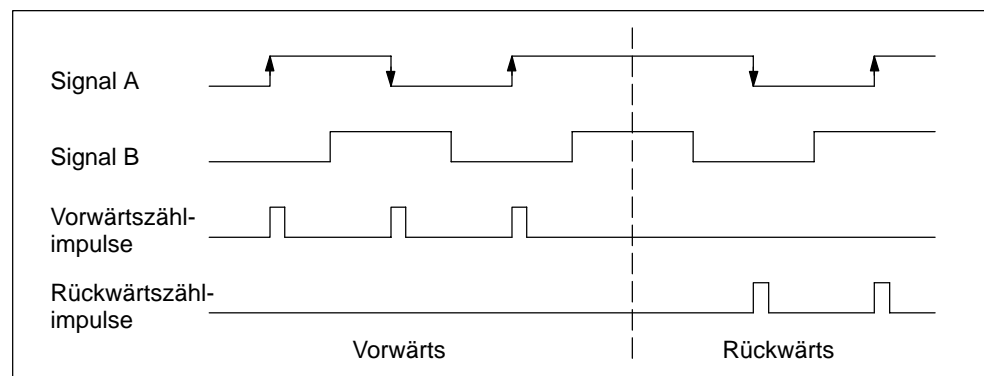 Signal A
Signal B
Vorwärtszähl-
impulse
Rückwärtszähl-
impulse
Vorwärts
Rückwärts